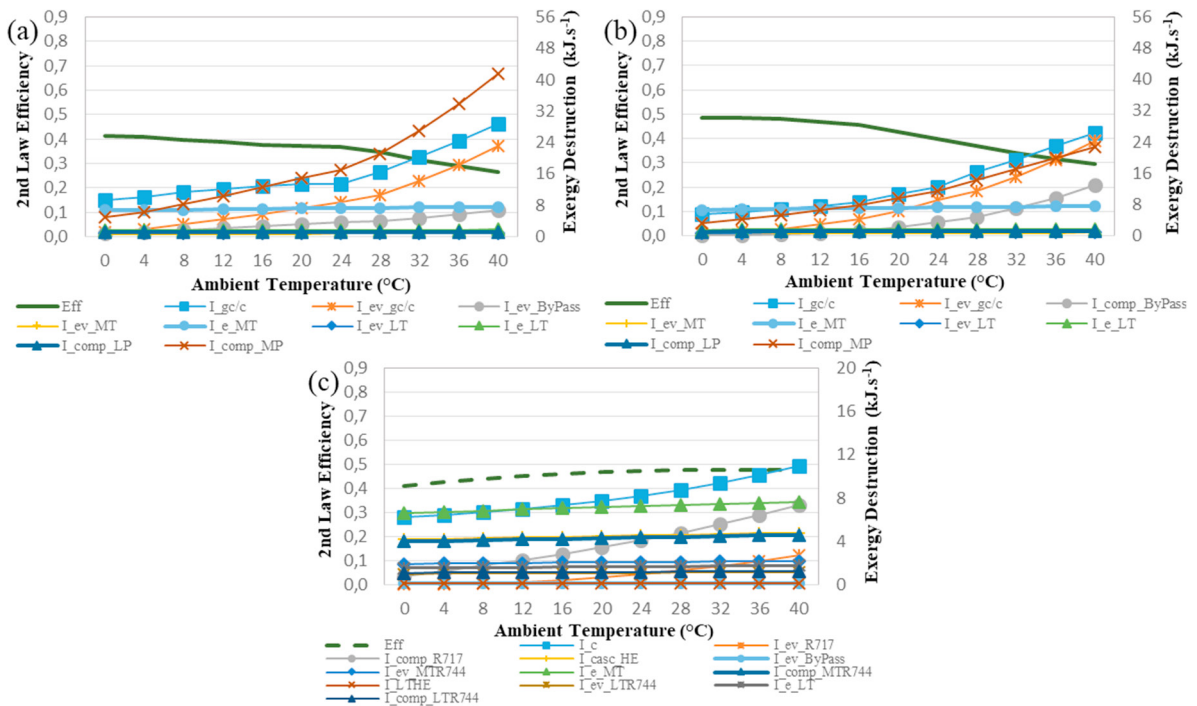 (a)
2nd Law Efficiency
0,9
0,8
0,7
0,6
0,5
0,4
0,3
0,2
0,1
0,0
56
48
40
32
24
16
8
0
Exergy Destruction (kJ.s-1)
0 4 8 12 16 20 24 28 32 36 40
Ambient Temperature (°C)
Eff I_gc/c I_ev_gc/c I_ev_ByPass
I_ev_MT I_e_MT I_ev_LT I_e_LT
I_comp_LP I_comp_MP
(b)
2nd Law Efficiency
0,9
0,8
0,7
0,6
0,5
0,4
0,3
0,2
0,1
0,0
56
48
40
32
24
16
8
0
Exergy Destruction (kJ.s-1)
0 4 8 12 16 20 24 28 32 36 40
Ambient Temperature (°C)
Eff I_gc/c I_ev_gc/c I_comp_ByPass
I_ev_MT I_e_MT I_ev_LT I_e_LT
I_comp_LP I_comp_MP
(c)
2nd Law Efficiency
0,9
0,8
0,7
0,6
0,5
0,4
0,3
0,2
0,1
0,0
20
16
12
8
4
0
Exergy Destruction (kJ.s-1)
0 4 8 12 16 20 24 28 32 36 40
Ambient Temperature (°C)
Eff I_c I_ev_R717
I_comp_R717 I_casc_HE I_ev_ByPass
I_ev_MTR744 I_e_MT I_comp_MTR744
I_LTHE I_ev_LTR744 I_e_LT
I_comp_LTR744